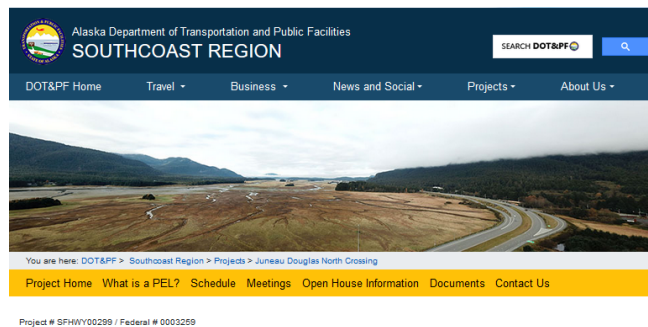 Alaska Department of Transportation and Public Facilities
SOUTHCOAST REGION
SEARCH DOT&PF
DOT&PF Home Travel Business News and Social Projects About Us
You are here: DOT&PF > Southcoast Region > Projects > Juneau Douglas North Crossing
Project Home What is a PEL? Schedule Meetings Open House Information Documents Contact Us
Project # SFHWY00299 / Federal # 0003259